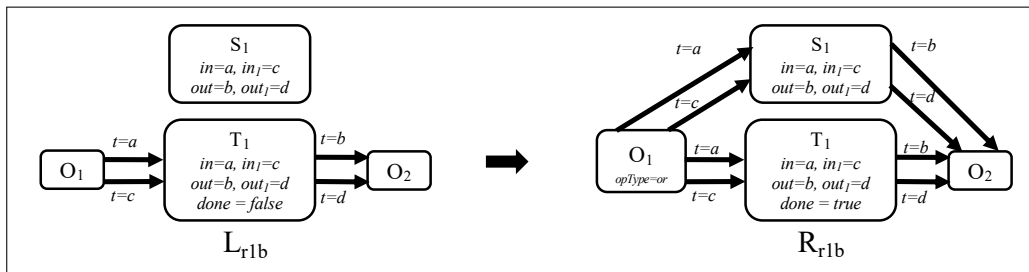 S1
in=a, in1=c
out=b, out1=d
t=a
t=c
O1
T1
in=a, in1=c
out=b, out1=d
done = false
t=b
t=d
O2
Lr1b
t=a
t=c
S1
in=a, in1=c
out=b, out1=d
t=b
t=d
O1
opType=or
t=a
t=c
T1
in=a, in1=c
out=b, out1=d
done = true
t=b
t=d
O2
Rr1b